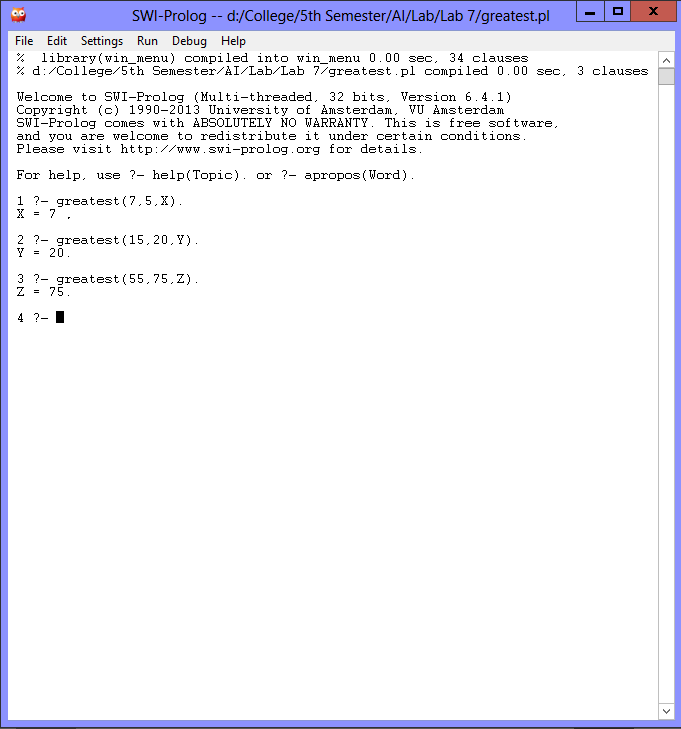 SWI-Prolog -- d:/College/5th Semester/AI/Lab/Lab 7/greatest.pl
File Edit Settings Run Debug Help
%  library(win_menu) compiled into win_menu 0.00 sec, 34 clauses
% d:/College/5th Semester/AI/Lab/Lab 7/greatest.pl compiled 0.00 sec, 3 clauses
Welcome to SWI-Prolog (Multi-threaded, 32 bits, Version 6.4.1)
Copyright (c) 1990-2013 University of Amsterdam, VU Amsterdam
SWI-Prolog comes with ABSOLUTELY NO WARRANTY. This is free software,
and you are welcome to redistribute it under certain conditions.
Please visit http://www.swi-prolog.org for details.
For help, use ?- help(Topic). or ?- apropos(Word).
1 ?- greatest(7,5,X).
X = 7 ,
2 ?- greatest(15,20,Y).
Y = 20.
3 ?- greatest(55,75,Z).
Z = 75.
4 ?-